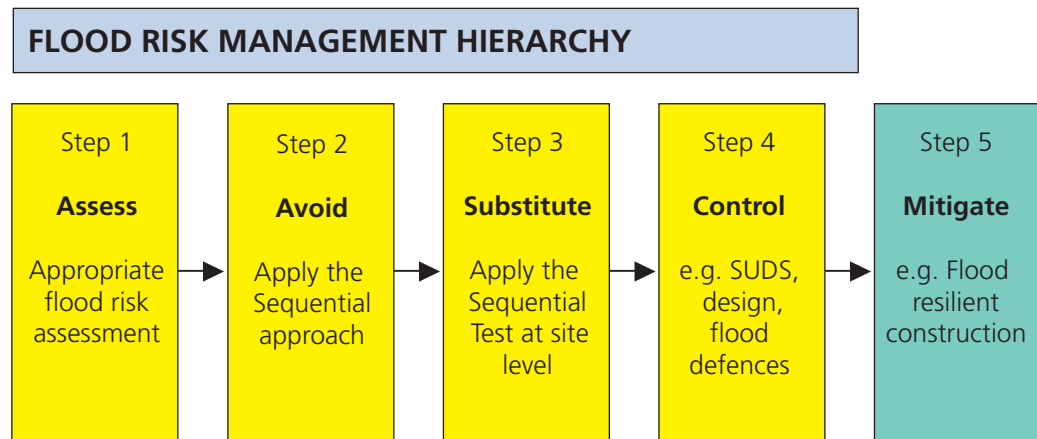 FLOOD RISK MANAGEMENT HIERARCHY
Step 1
Assess
Appropriate
flood risk
assessment
Step 2
Avoid
Apply the
Sequential
approach
Step 3
Substitute
Apply the
Sequential
Test at site
level
Step 4
Control
e.g. SUDS,
design,
flood
defences
Step 5
Mitigate
e.g. Flood
resilient
construction